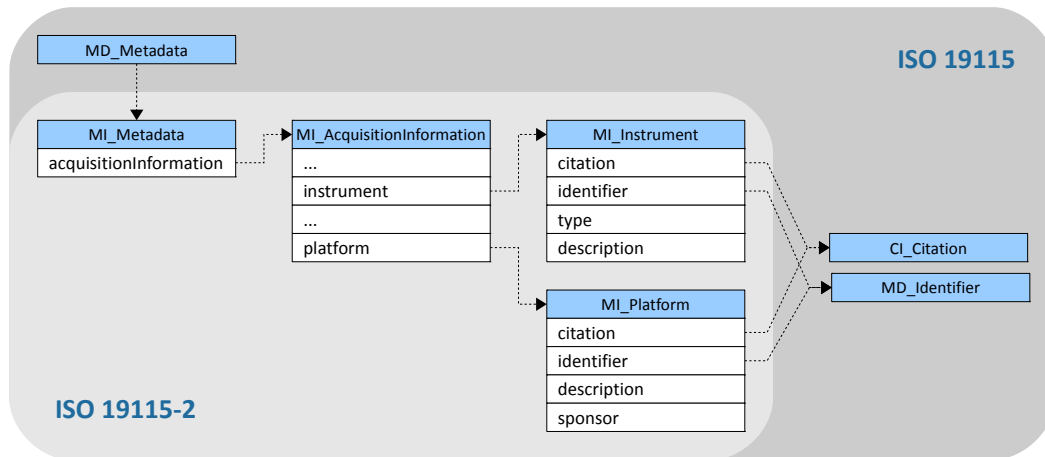 MD_Metadata
ISO 19115
MI_Metadata
acquisitionInformation
MI_AcquisitionInformation
...
instrument
...
platform
MI_Instrument
citation
identifier
type
description
CI_Citation
MD_Identifier
MI_Platform
citation
identifier
description
sponsor
ISO 19115-2